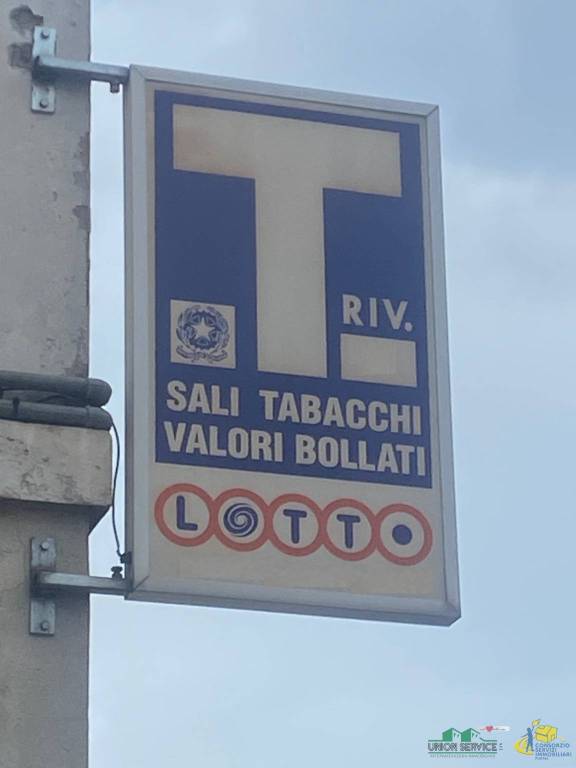 T
RIV.
SALI TABACCHI
VALORI BOLLATI
LOTTO
UNION SERVICE
CONSORZIO
SERVIZI
IMMOBILIARI